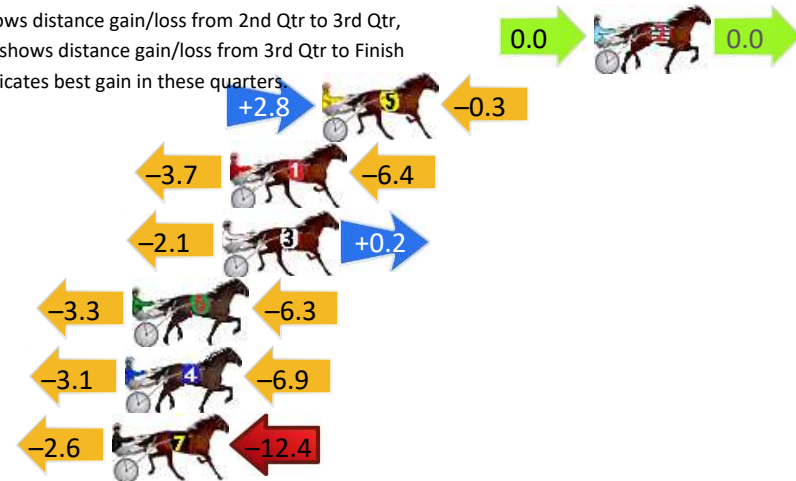 ows distance gain/loss from 2nd Qtr to 3rd Qtr,
shows distance gain/loss from 3rd Qtr to Finish
icates best gain in these quarters.
0.0 0.0
+2.8 5 −0.3
−3.7 1 −6.4
−2.1 3 +0.2
−3.3 −6.3
−3.1 4 −6.9
−2.6 7 −12.4